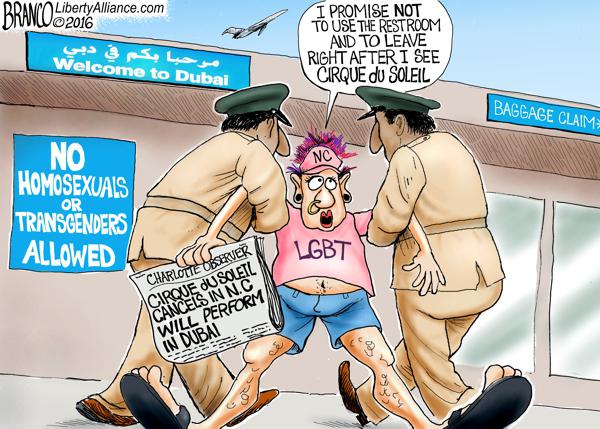 BRANCO
©2016
LibertyAlliance.com
مرحبا بكم في دبي
Welcome to Dubai
I PROMISE NOT
TO USE THE RESTROOM
AND TO LEAVE
RIGHT AFTER I SEE
CIRQUE du SOLEIL
BAGGAGE CLAIM
NO
HOMOSEXUALS
OR
TRANSGENDERS
ALLOWED
NC
LGBT
CHARLOTTE OBSERVER
CIRQUE du SOLEIL
CANCELS IN N.C
WILL PERFORM
IN DUBAI